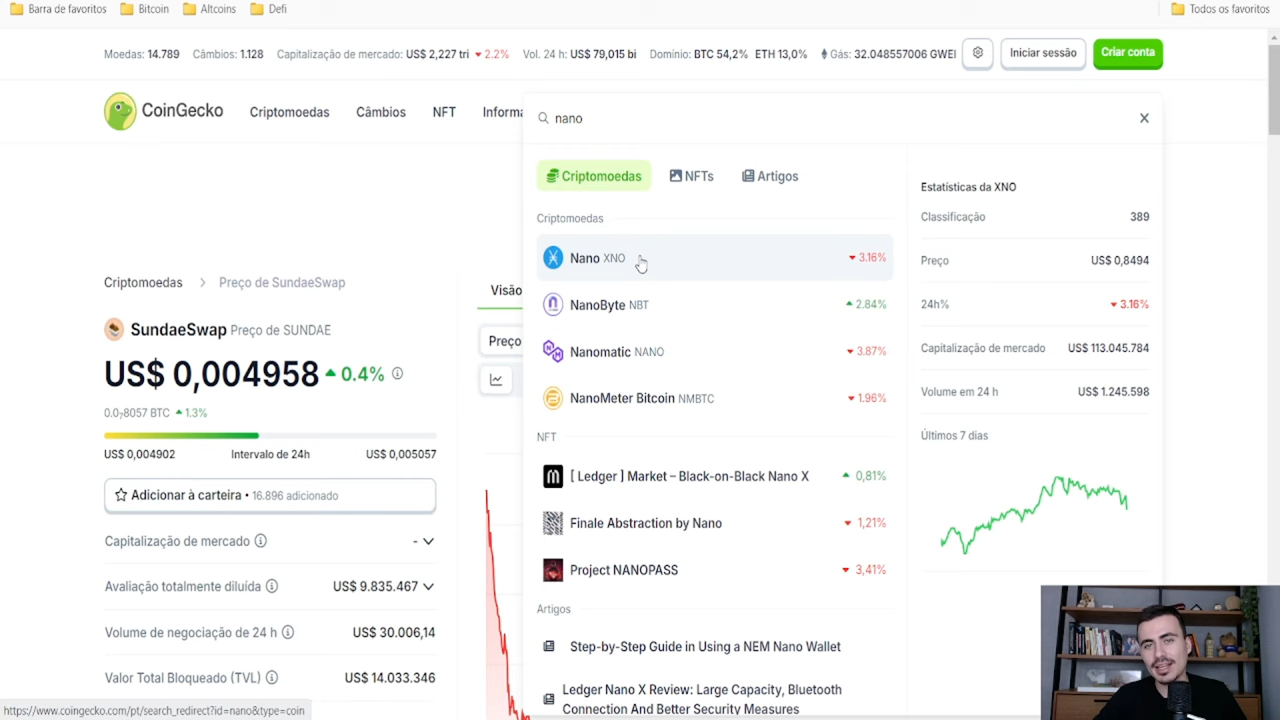 Barra de favoritos Bitcoin Altcoins Defi Todos os favoritos
Moedas: 14.789 Câmbios: 1.128 Capitalização de mercado: US$ 2,227 tri 2.2% Vol. 24 h: US$ 79,015 bi Domínio: BTC 54,2% ETH 13,0% Gás: 32.048557006 GWEI Iniciar sessão Criar conta
CoinGecko Criptomoedas Câmbios NFT Informa
nano X
Criptomoedas NFTs Artigos
Criptomoedas
Nano XNO 3.16%
NanoByte NBT 2.84%
Nanomatic NANO 3.87%
NanoMeter Bitcoin NMBTC 1.96%
NFT
[ Ledger ] Market – Black-on-Black Nano X 0,81%
Finale Abstraction by Nano 1,21%
Project NANOPASS 3,41%
Artigos
Step-by-Step Guide in Using a NEM Nano Wallet
Ledger Nano X Review: Large Capacity, Bluetooth
Connection And Better Security Measures
Estatísticas da XNO
Classificação 389
Preço US$ 0,8494
24h% 3.16%
Capitalização de mercado US$ 113.045.784
Volume em 24 h US$ 1.245.598
Últimos 7 dias
Criptomoedas > Preço de SundaeSwap
SundaeSwap Preço de SUNDAE
US$ 0,004958 0.4%
0.0₇8057 BTC 1.3%
US$ 0,004902 Intervalo de 24h US$ 0,005057
Adicionar à carteira • 16.896 adicionado
Capitalização de mercado -
Avaliação totalmente diluída US$ 9.835.467
Volume de negociação de 24 h US$ 30.006,14
Valor Total Bloqueado (TVL) US$ 14.033.346
Visão
Preço
https://www.coingecko.com/pt/search_redirect?id=nano&type=coin